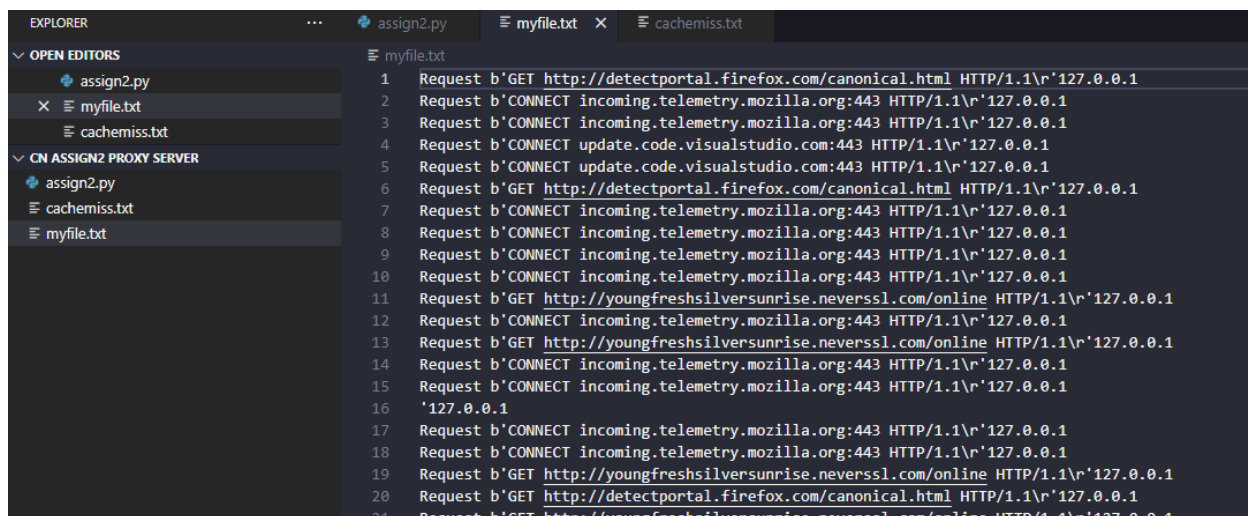 EXPLORER ···
OPEN EDITORS
assign2.py
myfile.txt
cachemiss.txt
CN ASSIGN2 PROXY SERVER
assign2.py
cachemiss.txt
myfile.txt
assign2.py myfile.txt cachemiss.txt
myfile.txt
1 Request b'GET http://detectportal.firefox.com/canonical.html HTTP/1.1\r'127.0.0.1
2 Request b'CONNECT incoming.telemetry.mozilla.org:443 HTTP/1.1\r'127.0.0.1
3 Request b'CONNECT incoming.telemetry.mozilla.org:443 HTTP/1.1\r'127.0.0.1
4 Request b'CONNECT update.code.visualstudio.com:443 HTTP/1.1\r'127.0.0.1
5 Request b'CONNECT update.code.visualstudio.com:443 HTTP/1.1\r'127.0.0.1
6 Request b'GET http://detectportal.firefox.com/canonical.html HTTP/1.1\r'127.0.0.1
7 Request b'CONNECT incoming.telemetry.mozilla.org:443 HTTP/1.1\r'127.0.0.1
8 Request b'CONNECT incoming.telemetry.mozilla.org:443 HTTP/1.1\r'127.0.0.1
9 Request b'CONNECT incoming.telemetry.mozilla.org:443 HTTP/1.1\r'127.0.0.1
10 Request b'CONNECT incoming.telemetry.mozilla.org:443 HTTP/1.1\r'127.0.0.1
11 Request b'GET http://youngfreshsilversunrise.neverssl.com/online HTTP/1.1\r'127.0.0.1
12 Request b'CONNECT incoming.telemetry.mozilla.org:443 HTTP/1.1\r'127.0.0.1
13 Request b'GET http://youngfreshsilversunrise.neverssl.com/online HTTP/1.1\r'127.0.0.1
14 Request b'CONNECT incoming.telemetry.mozilla.org:443 HTTP/1.1\r'127.0.0.1
15 Request b'CONNECT incoming.telemetry.mozilla.org:443 HTTP/1.1\r'127.0.0.1
16 '127.0.0.1
17 Request b'CONNECT incoming.telemetry.mozilla.org:443 HTTP/1.1\r'127.0.0.1
18 Request b'CONNECT incoming.telemetry.mozilla.org:443 HTTP/1.1\r'127.0.0.1
19 Request b'GET http://youngfreshsilversunrise.neverssl.com/online HTTP/1.1\r'127.0.0.1
20 Request b'GET http://detectportal.firefox.com/canonical.html HTTP/1.1\r'127.0.0.1